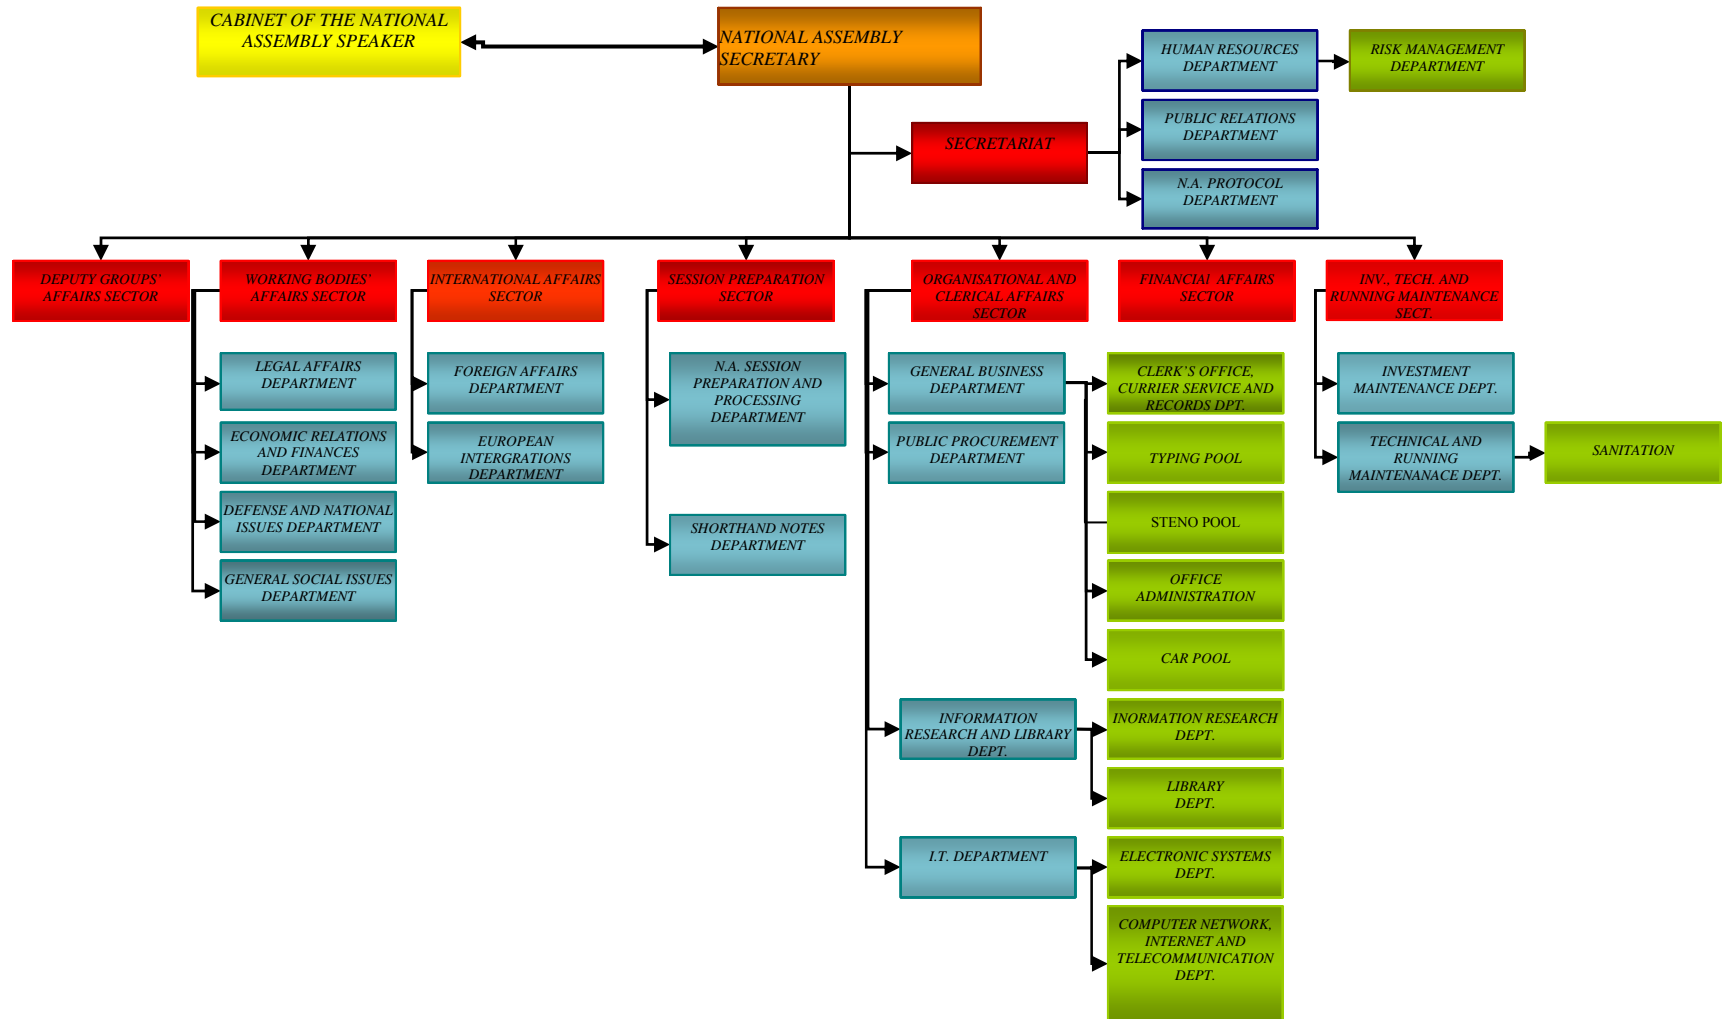 CABINET OF THE NATIONAL
ASSEMBLY SPEAKER
NATIONAL ASSEMBLY
SECRETARY
HUMAN RESOURCES
DEPARTMENT
RISK MANAGEMENT
DEPARTMENT
PUBLIC RELATIONS
DEPARTMENT
SECRETARIAT
N.A. PROTOCOL
DEPARTMENT
DEPUTY GROUPS'
AFFAIRS SECTOR
WORKING BODIES'
AFFAIRS SECTOR
INTERNATIONAL AFFAIRS
SECTOR
SESSION PREPARATION
SECTOR
ORGANISATIONAL AND
CLERICAL AFFAIRS
SECTOR
FINANCIAL AFFAIRS
SECTOR
INV., TECH. AND
RUNNING MAINTENANCE
SECT.
LEGAL AFFAIRS
DEPARTMENT
FOREIGN AFFAIRS
DEPARTMENT
N.A. SESSION
PREPARATION AND
PROCESSING
DEPARTMENT
GENERAL BUSINESS
DEPARTMENT
CLERK'S OFFICE,
CURRIER SERVICE AND
RECORDS DPT.
INVESTMENT
MAINTENANCE DEPT.
ECONOMIC RELATIONS
AND FINANCES
DEPARTMENT
EUROPEAN
INTERGRATIONS
DEPARTMENT
PUBLIC PROCUREMENT
DEPARTMENT
TYPING POOL
TECHNICAL AND
RUNNING
MAINTENANACE DEPT.
SANITATION
DEFENSE AND NATIONAL
ISSUES DEPARTMENT
SHORTHAND NOTES
DEPARTMENT
STENO POOL
GENERAL SOCIAL ISSUES
DEPARTMENT
OFFICE
ADMINISTRATION
CAR POOL
INFORMATION
RESEARCH AND LIBRARY
DEPT.
INORMATION RESEARCH
DEPT.
LIBRARY
DEPT.
I.T. DEPARTMENT
ELECTRONIC SYSTEMS
DEPT.
COMPUTER NETWORK,
INTERNET AND
TELECOMMUNICATION
DEPT.